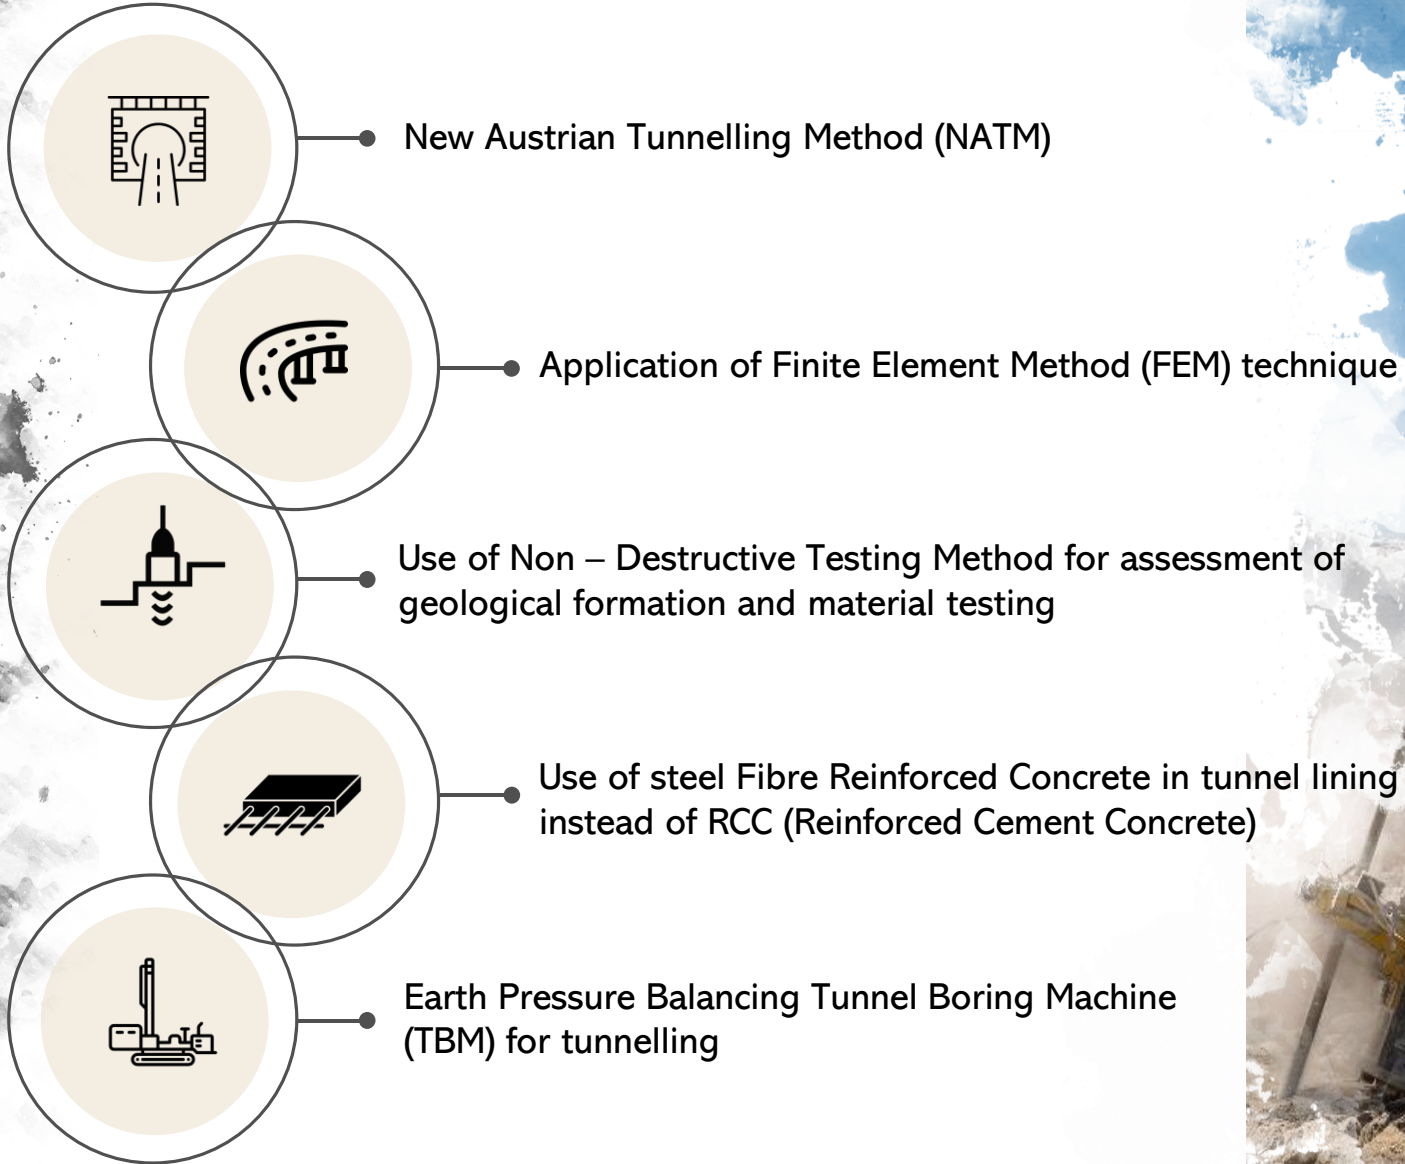 New Austrian Tunnelling Method (NATM)
Application of Finite Element Method (FEM) technique
Use of Non – Destructive Testing Method for assessment of
geological formation and material testing
Use of steel Fibre Reinforced Concrete in tunnel lining
instead of RCC (Reinforced Cement Concrete)
Earth Pressure Balancing Tunnel Boring Machine
(TBM) for tunnelling